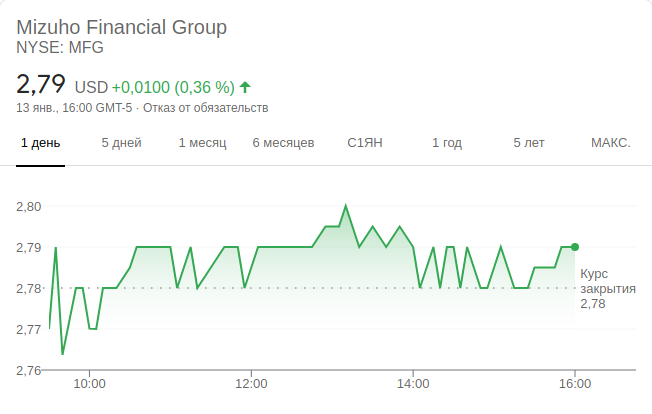 Mizuho Financial Group
NYSE: MFG
2,79 USD +0,0100 (0,36 %)
13 янв., 16:00 GMT-5 · Отказ от обязательств
1 день 5 дней 1 месяц 6 месяцев С1ЯН 1 год 5 лет МАКС.
2,80
2,79
2,78
2,77
2,76
Курс
закрытия
2,78
10:00 12:00 14:00 16:00